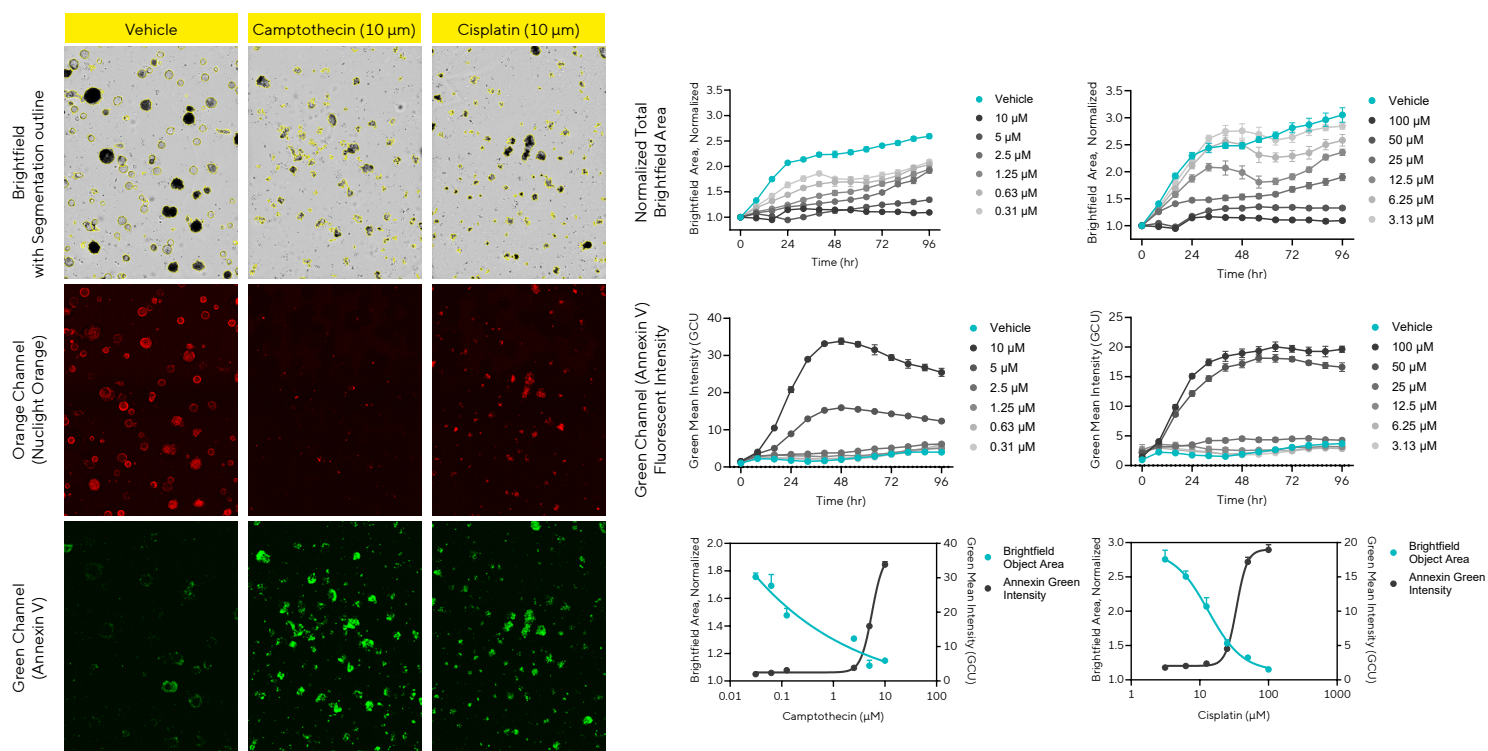 Vehicle
Camptothecin (10 µm)
Cisplatin (10 µm)
Brightfield
with Segmentation outline
Orange Channel
(Nuclight Orange)
Green Channel
(Annexin V)
Normalized Total
Brightfield Area
Brightfield Area, Normalized
3.5
3.0
2.5
2.0
1.5
1.0
0
24
48
72
96
Time (hr)
Vehicle
10 µM
5 µM
2.5 µM
1.25 µM
0.63 µM
0.31 µM
Brightfield Area, Normalized
3.5
3.0
2.5
2.0
1.5
1.0
0
24
48
72
96
Time (hr)
Vehicle
100 µM
50 µM
25 µM
12.5 µM
6.25 µM
3.13 µM
Green Channel (Annexin V)
Fluorescent Intensity
Green Mean Intensity (GCU
40
30
20
10
0
0
24
48
72
96
Time (hr)
Vehicle
10 µM
5 µM
2.5 µM
1.25 µM
0.63 µM
0.31 µM
Green Mean Intensity (GCU)
25
20
15
10
5
0
0
24
48
72
96
Time (hr)
Vehicle
100 µM
50 µM
25 µM
12.5 µM
6.25 µM
3.13 µM
Brightfield Area, Normalized
2.0
1.8
1.6
1.4
1.2
1.0
0.01
0.1
1
10
100
Camptothecin (µM)
40
30
20
10
0
Green Mean Intensity (GCU)
Brightfield
Object Area
Annexin Green
Intensity
Brightfield Area, Normalized
3.0
2.5
2.0
1.5
1.0
1
10
100
1000
Cisplatin (µM)
20
15
10
5
0
Green Mean Intensity (GCU)
Brightfield
Object Area
Annexin Green
Intensity